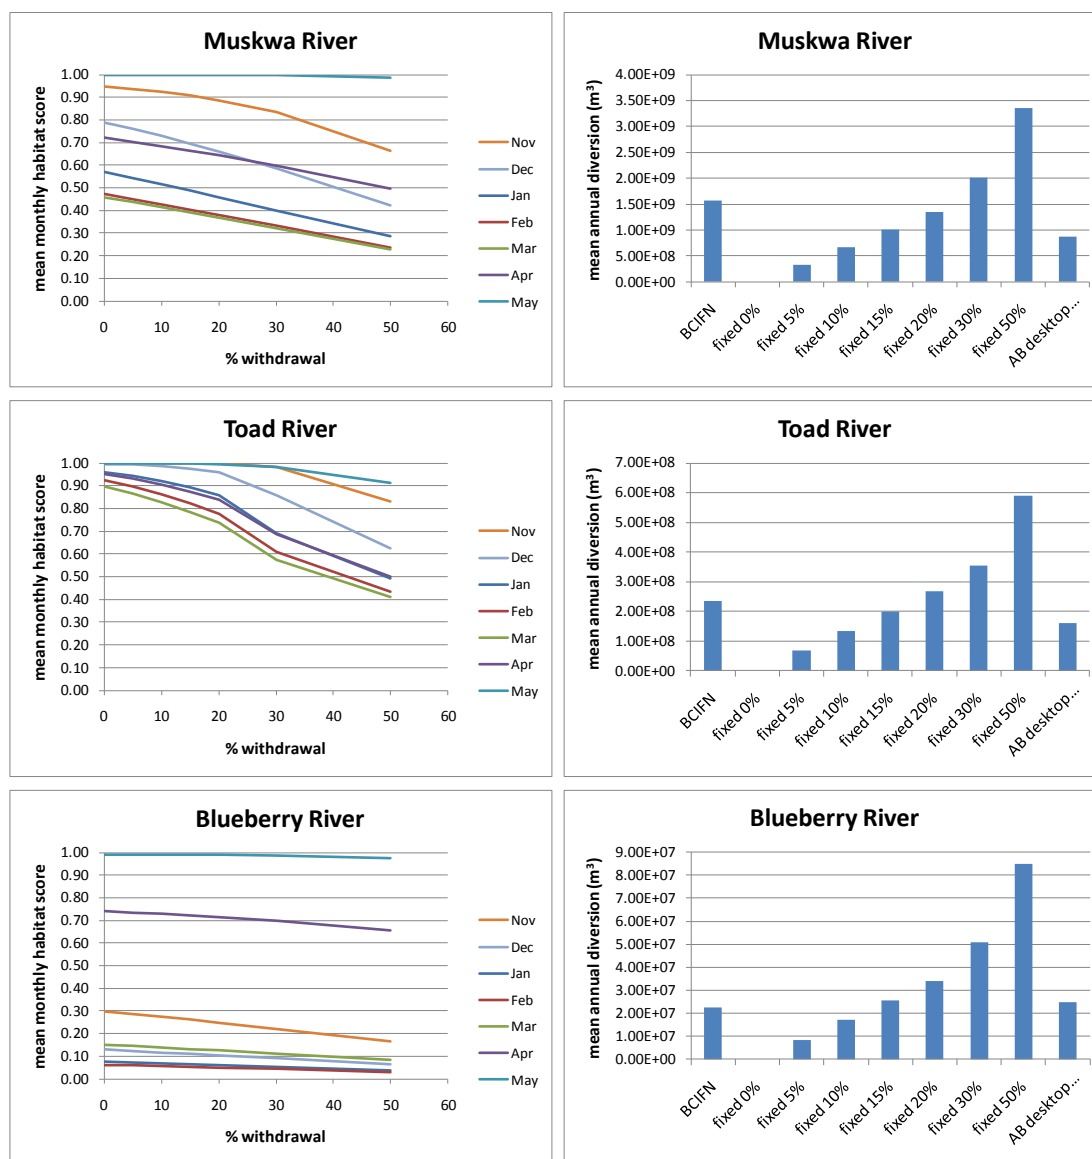 Muskwa River
mean monthly habitat score
1.00
0.90
0.80
0.70
0.60
0.50
0.40
0.30
0.20
0.10
0.00
0 10 20 30 40 50 60
% withdrawal
Nov
Dec
Jan
Feb
Mar
Apr
May
Muskwa River
mean annual diversion (m³)
4.00E+09
3.50E+09
3.00E+09
2.50E+09
2.00E+09
1.50E+09
1.00E+09
5.00E+08
0.00E+00
BCIFN
fixed 0%
fixed 5%
fixed 10%
fixed 15%
fixed 20%
fixed 30%
fixed 50%
AB desktop...
Toad River
mean monthly habitat score
1.00
0.90
0.80
0.70
0.60
0.50
0.40
0.30
0.20
0.10
0.00
0 10 20 30 40 50 60
% withdrawal
Nov
Dec
Jan
Feb
Mar
Apr
May
Toad River
mean annual diversion (m³)
7.00E+08
6.00E+08
5.00E+08
4.00E+08
3.00E+08
2.00E+08
1.00E+08
0.00E+00
BCIFN
fixed 0%
fixed 5%
fixed 10%
fixed 15%
fixed 20%
fixed 30%
fixed 50%
AB desktop...
Blueberry River
mean monthly habitat score
1.00
0.90
0.80
0.70
0.60
0.50
0.40
0.30
0.20
0.10
0.00
0 10 20 30 40 50 60
% withdrawal
Nov
Dec
Jan
Feb
Mar
Apr
May
Blueberry River
mean annual diversion (m³)
9.00E+07
8.00E+07
7.00E+07
6.00E+07
5.00E+07
4.00E+07
3.00E+07
2.00E+07
1.00E+07
0.00E+00
BCIFN
fixed 0%
fixed 5%
fixed 10%
fixed 15%
fixed 20%
fixed 30%
fixed 50%
AB desktop...